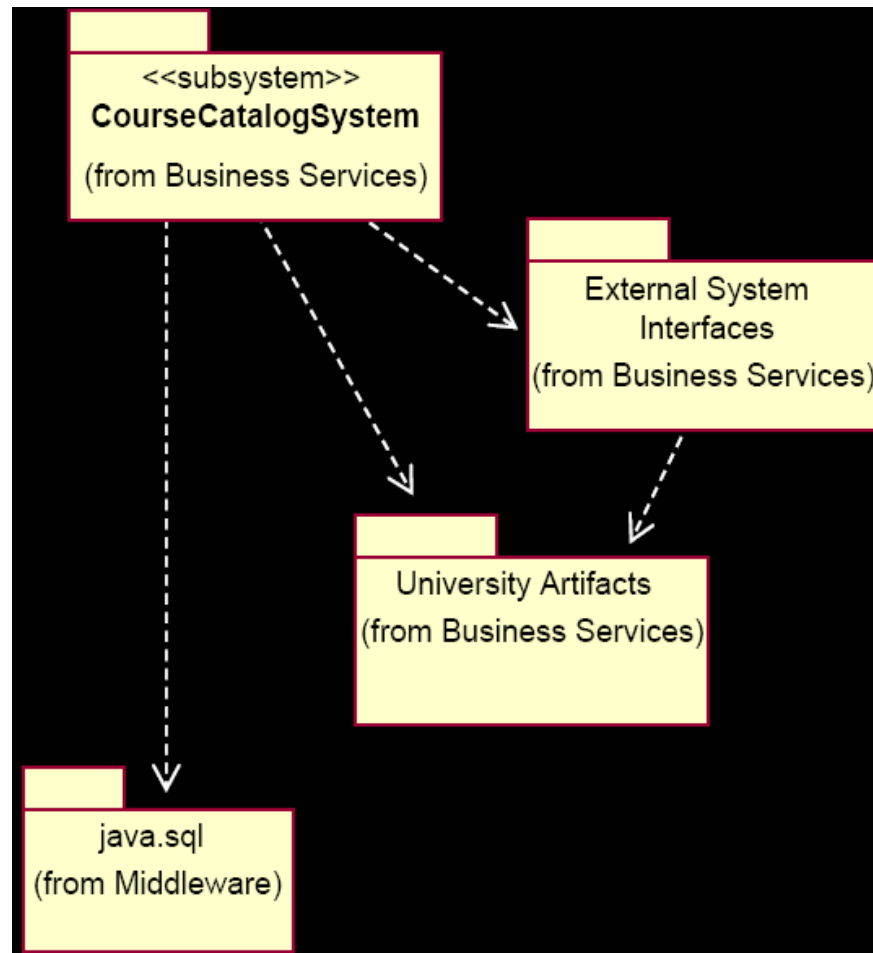 <<subsystem>>
CourseCatalogSystem
(from Business Services)
External System
Interfaces
(from Business Services)
University Artifacts
(from Business Services)
java.sql
(from Middleware)